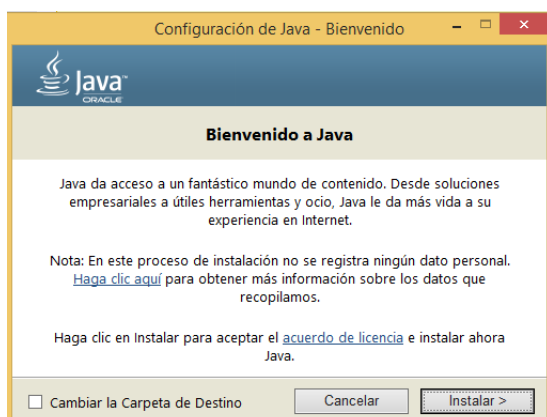 Configuración de Java - Bienvenido
Java
ORACLE
Bienvenido a Java
Java da acceso a un fantástico mundo de contenido. Desde soluciones
empresariales a útiles herramientas y ocio, Java le da más vida a su
experiencia en Internet.
Nota: En este proceso de instalación no se registra ningún dato personal.
Haga clic aquí para obtener más información sobre los datos que
recopilamos.
Haga clic en Instalar para aceptar el acuerdo de licencia e instalar ahora
Java.
Cambiar la Carpeta de Destino Cancelar Instalar >